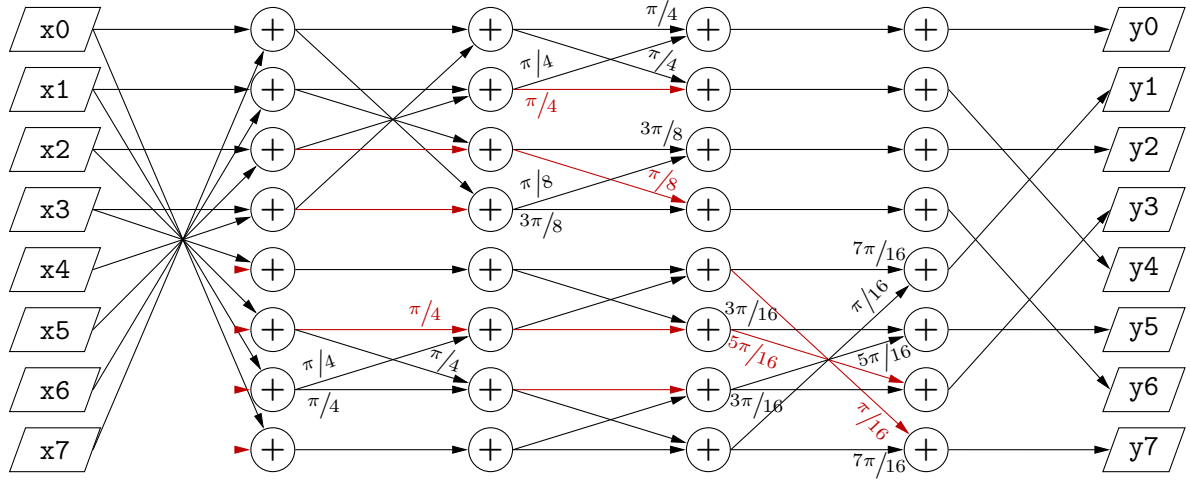 π/4
x0 + + + + y0
π/4 π/4
x1 + + + + y1
π/4
3π/8
x2 + + + + y2
π/8 π/8
x3 + + + + y3
3π/8
7π/16
x4 + + + + y4
π/16
π/4 3π/16
x5 + + + + y5
π/4 π/4 5π/16 5π/16
x6 + + + + y6
π/4 3π/16
π/16
x7 + + + + y7
7π/16